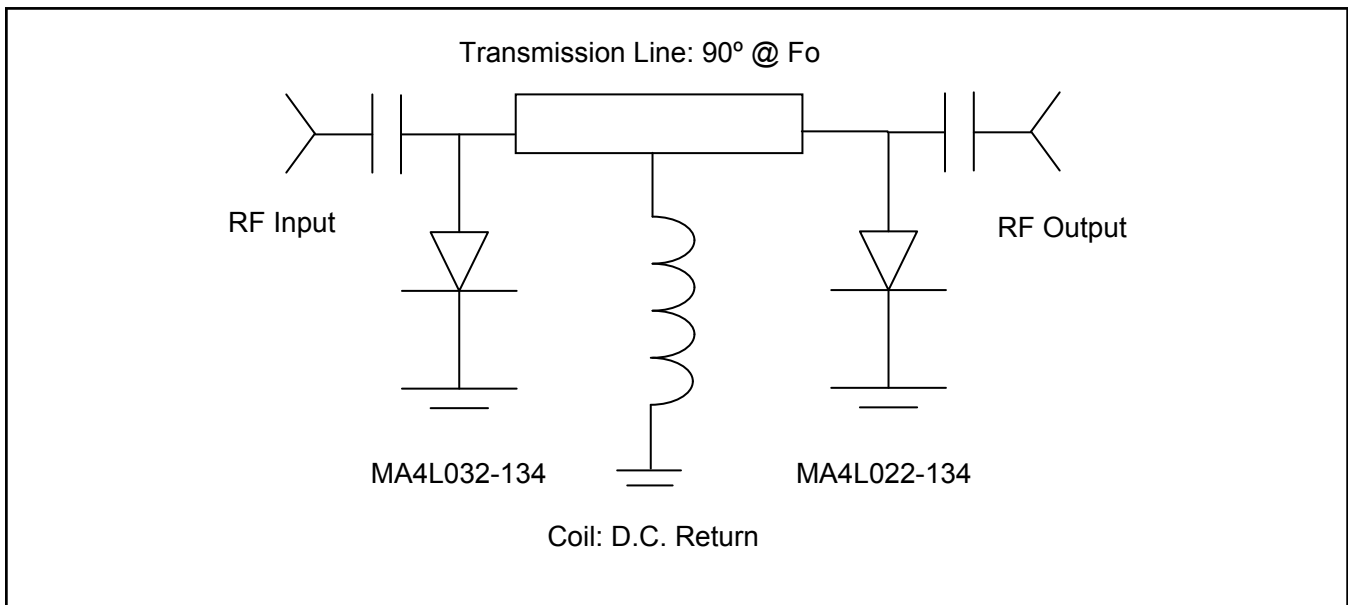 Transmission Line: 90º @ Fo
RF Input
RF Output
MA4L032-134
MA4L022-134
Coil: D.C. Return